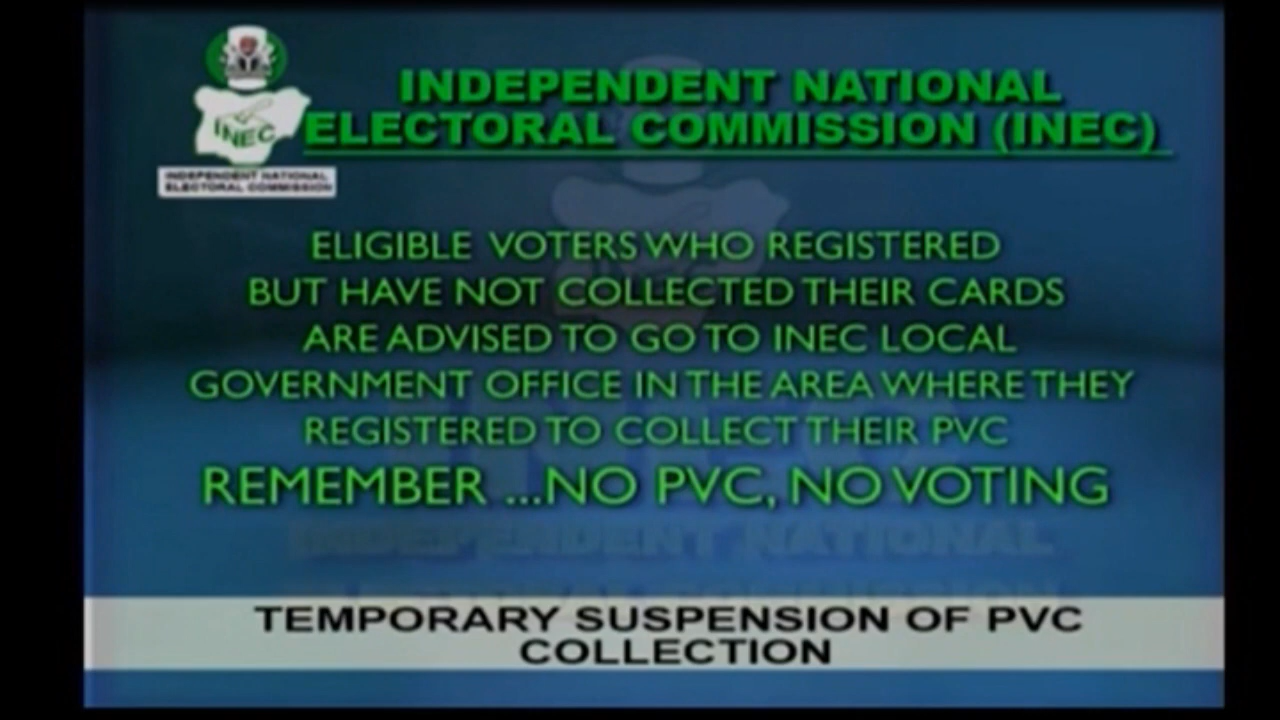 INDEPENDENT NATIONAL
ELECTORAL COMMISSION (INEC)
INEC
INDEPENDENT NATIONAL
ELECTORAL COMMISSION
ELIGIBLE VOTERS WHO REGISTERED
BUT HAVE NOT COLLECTED THEIR CARDS
ARE ADVISED TO GO TO INEC LOCAL
GOVERNMENT OFFICE IN THE AREA WHERE THEY
REGISTERED TO COLLECT THEIR PVC
REMEMBER ...NO PVC, NO VOTING
INDEPENDENT NATIONAL
TEMPORARY SUSPENSION OF PVC
COLLECTION